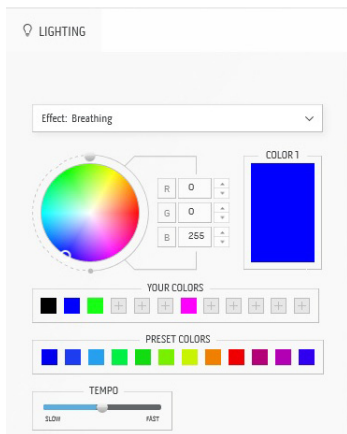 LIGHTING
Effect: Breathing
COLOR 1
R 0
G 0
B 255
YOUR COLORS
PRESET COLORS
TEMPO
SLOW FAST